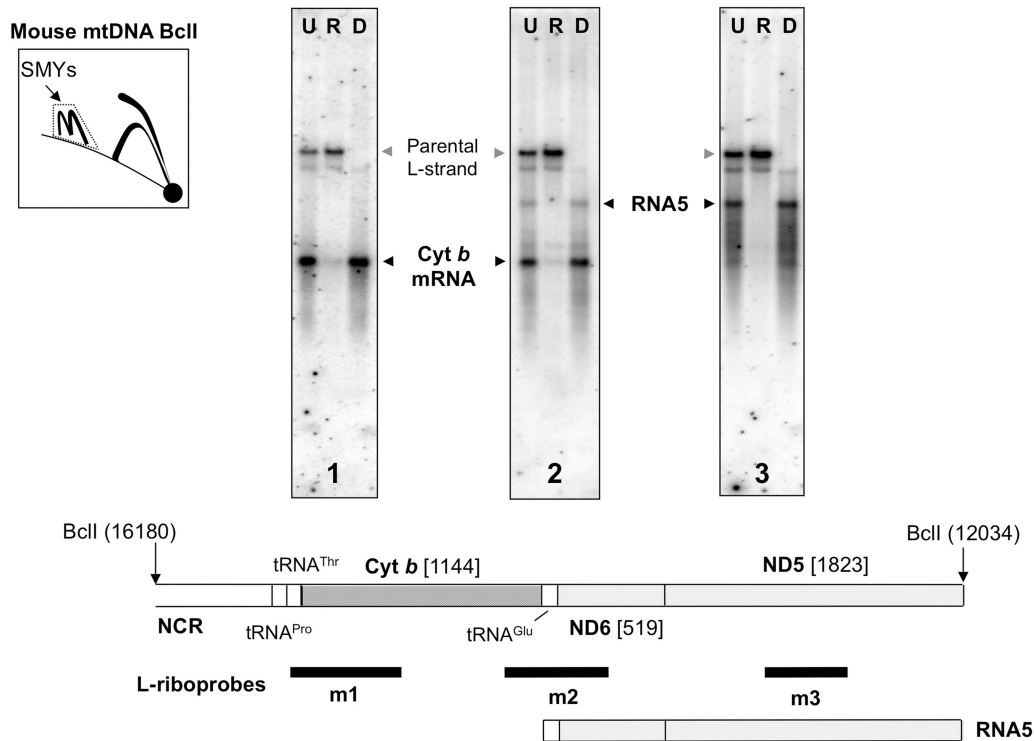 Mouse mtDNA BclI
SMYs
U R D
U R D
U R D
Parental
L-strand
RNA5
Cyt b
mRNA
1
2
3
BclI (16180)
BclI (12034)
tRNAThr
Cyt b [1144]
ND5 [1823]
NCR
tRNAPro
tRNAGlu
ND6 [519]
L-riboprobes
m1
m2
m3
RNA5